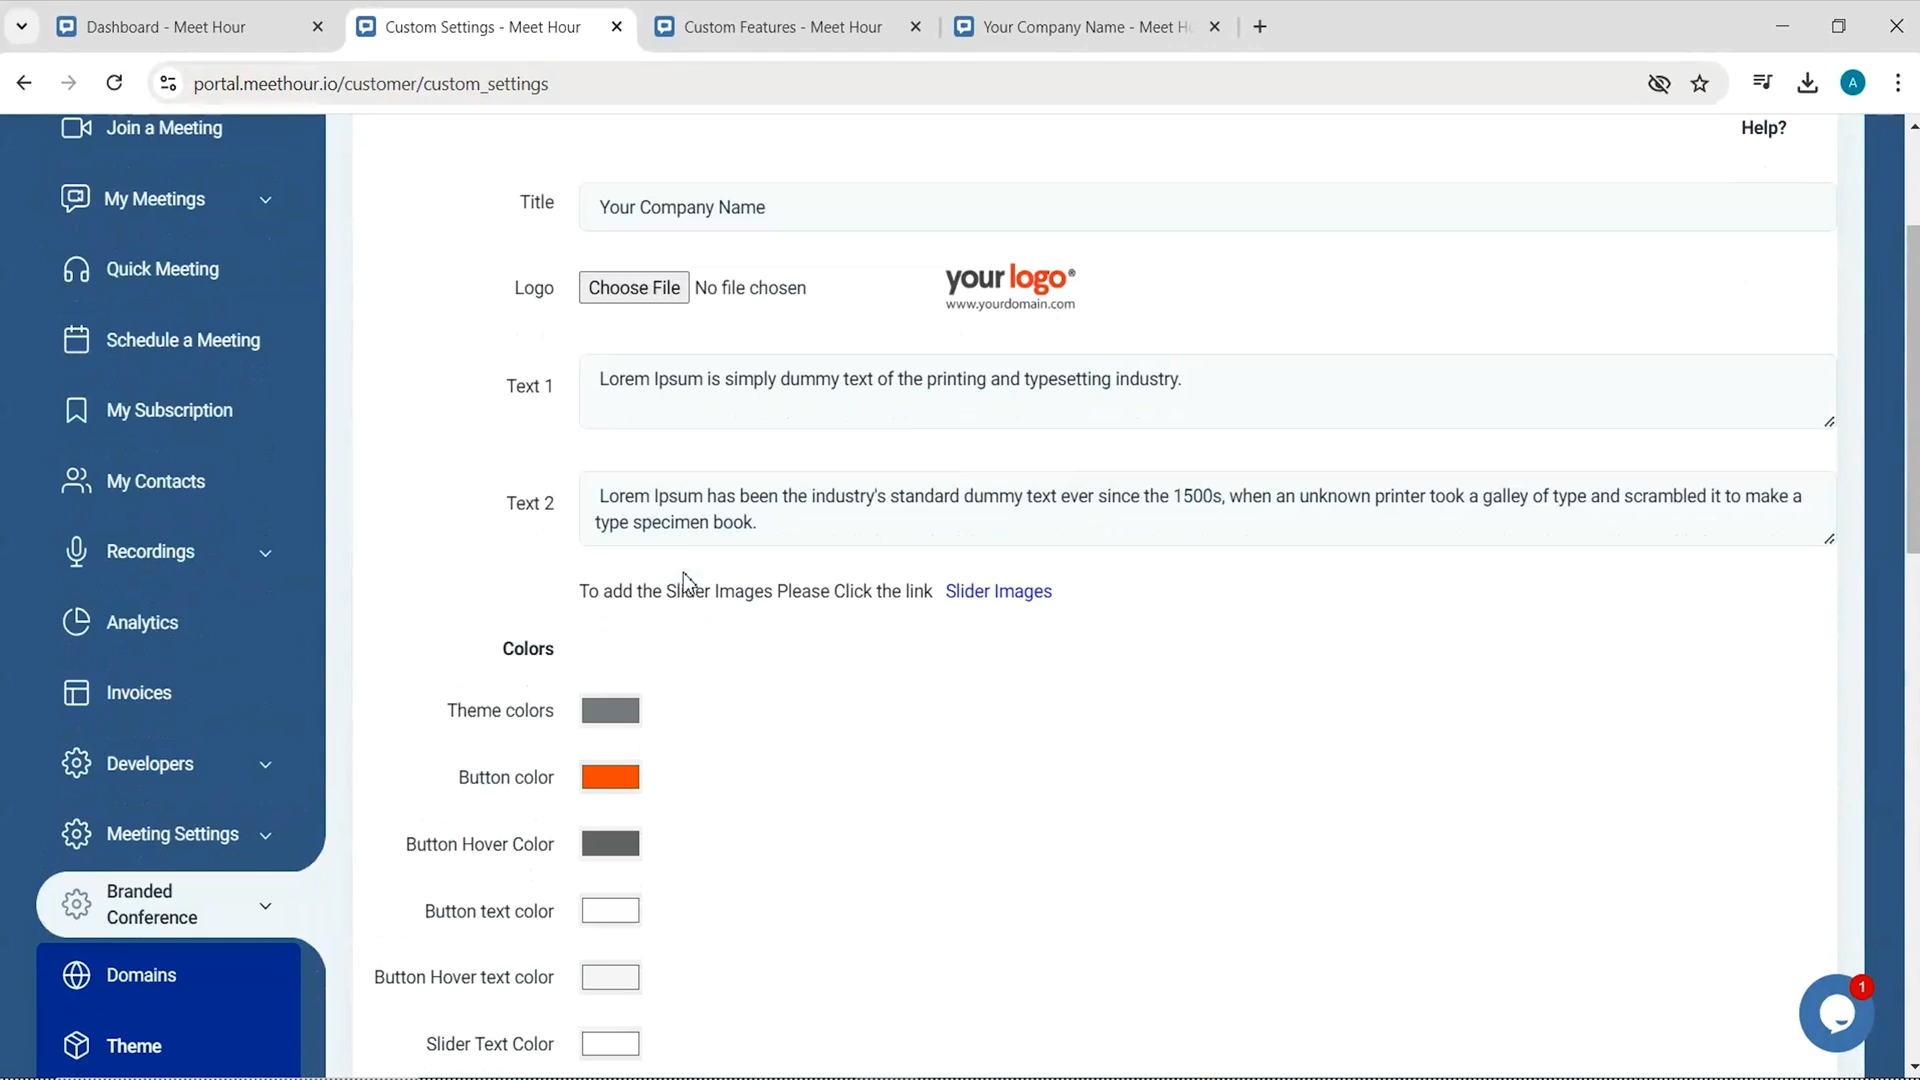 Dashboard - Meet Hour
Custom Settings - Meet Hour
Custom Features - Meet Hour
Your Company Name - Meet Ho
portal.meethour.io/customer/custom_settings
A
Join a Meeting
My Meetings
Quick Meeting
Schedule a Meeting
My Subscription
My Contacts
Recordings
Analytics
Invoices
Developers
Meeting Settings
Branded
Conference
Domains
Theme
Help?
Title
Your Company Name
Logo
Choose File No file chosen
your logo®
www.yourdomain.com
Text 1
Lorem Ipsum is simply dummy text of the printing and typesetting industry.
Text 2
Lorem Ipsum has been the industry's standard dummy text ever since the 1500s, when an unknown printer took a galley of type and scrambled it to make a
type specimen book.
To add the Slider Images Please Click the link Slider Images
Colors
Theme colors
Button color
Button Hover Color
Button text color
Button Hover text color
Slider Text Color
1